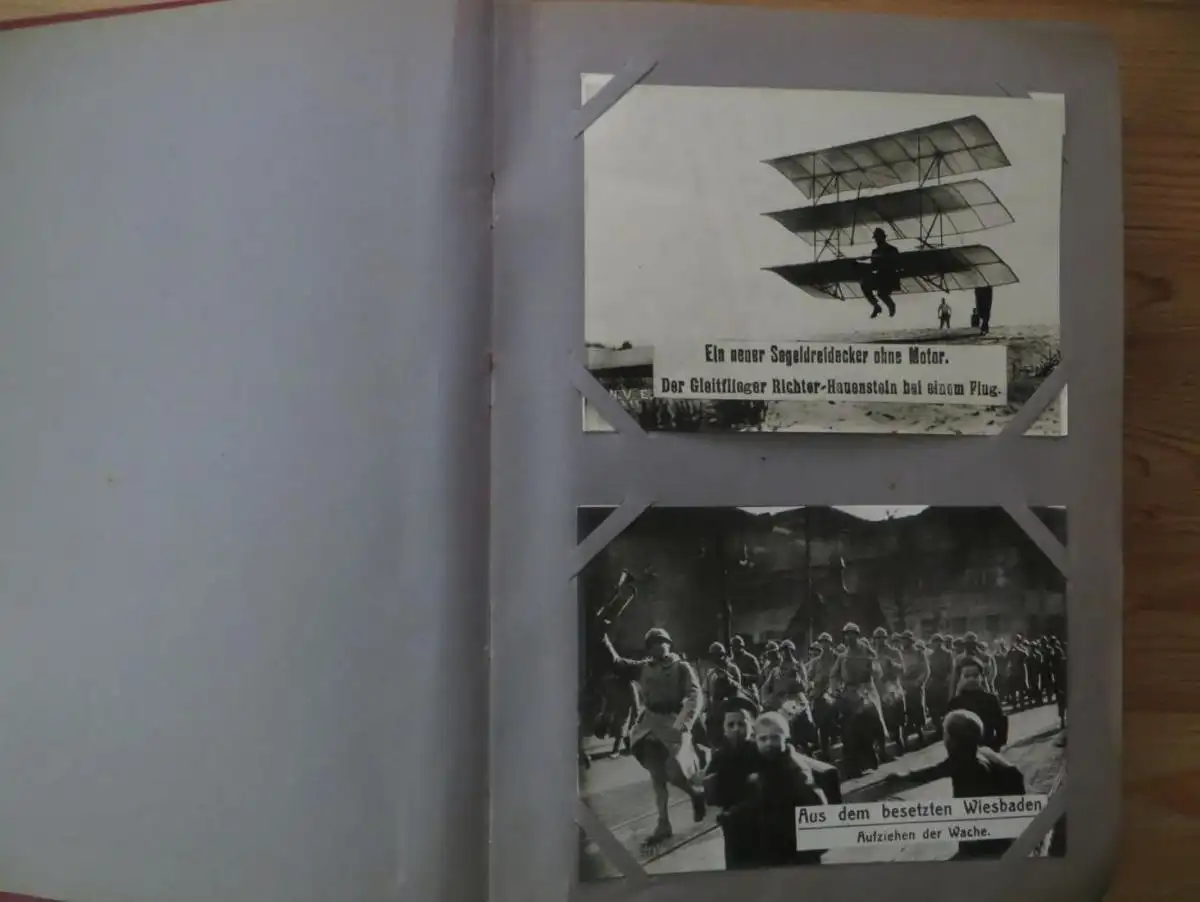 Ein neuer Segeldreidecker ohne Motor.
Der Gleitflieger Richter-Hauenstein bei einem Flug.
Aus dem besetzten Wiesbaden
Aufziehen der Wache.